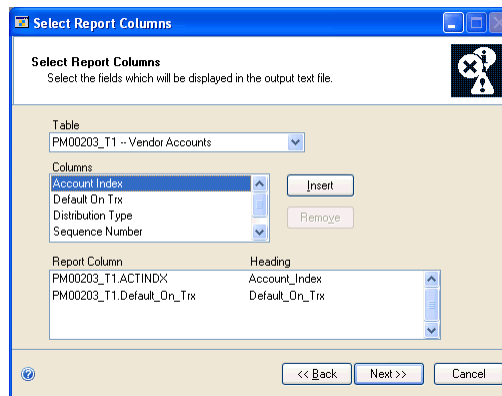 Select Report Columns
Select Report Columns
Select the fields which will be displayed in the output text file.
Table
PM00203_T1 -- Vendor Accounts
Columns
Account Index
Default On Trx
Distribution Type
Sequence Number
Insert
Remove
Report Column Heading
PM00203_T1.ACTINDX Account_Index
PM00203_T1.Default_On_Trx Default_On_Trx
<< Back Next >> Cancel